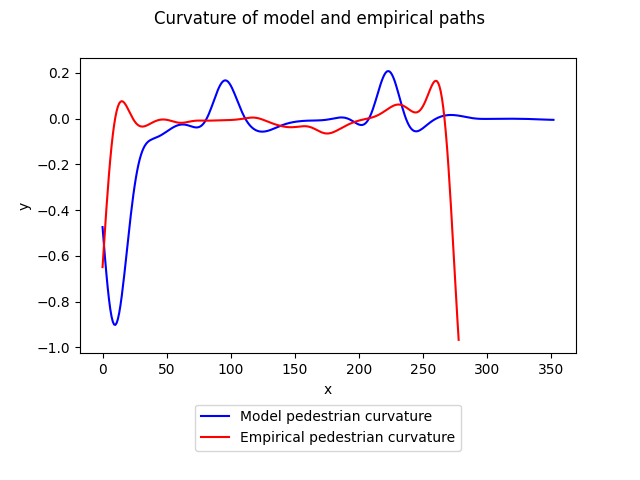 Curvature of model and empirical paths
0.2
0.0
−0.2
−0.4
−0.6
−0.8
−1.0
y
0 50 100 150 200 250 300 350
x
Model pedestrian curvature
Empirical pedestrian curvature